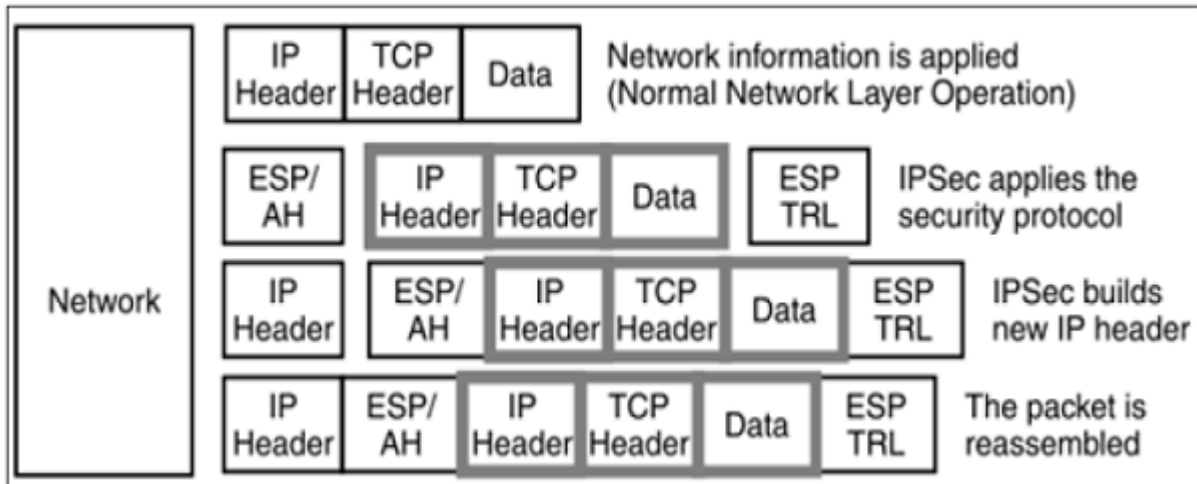 Network
IP
Header
TCP
Header
Data
Network information is applied
(Normal Network Layer Operation)
ESP/
AH
IP
Header
TCP
Header
Data
ESP
TRL
IPSec applies the
security protocol
IP
Header
ESP/
AH
IP
Header
TCP
Header
Data
ESP
TRL
IPSec builds
new IP header
IP
Header
ESP/
AH
IP
Header
TCP
Header
Data
ESP
TRL
The packet is
reassembled